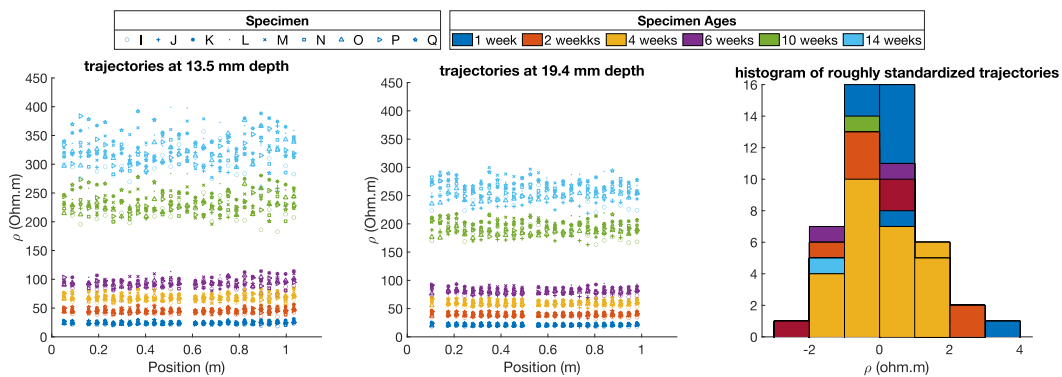 Specimen
I J K L M N O P Q
Specimen Ages
1 week 2 weekks 4 weeks 6 weeks 10 weeks 14 weeks
trajectories at 13.5 mm depth
450
400
350
300
250
200
150
100
50
0
ρ (Ohm.m)
0 0.2 0.4 0.6 0.8 1
Position (m)
trajectories at 19.4 mm depth
450
400
350
300
250
200
150
100
50
0
ρ (Ohm.m)
0 0.2 0.4 0.6 0.8 1
Position (m)
histogram of roughly standardized trajectories
16
14
12
10
8
6
4
2
0
-2 0 2 4
ρ (ohm.m)